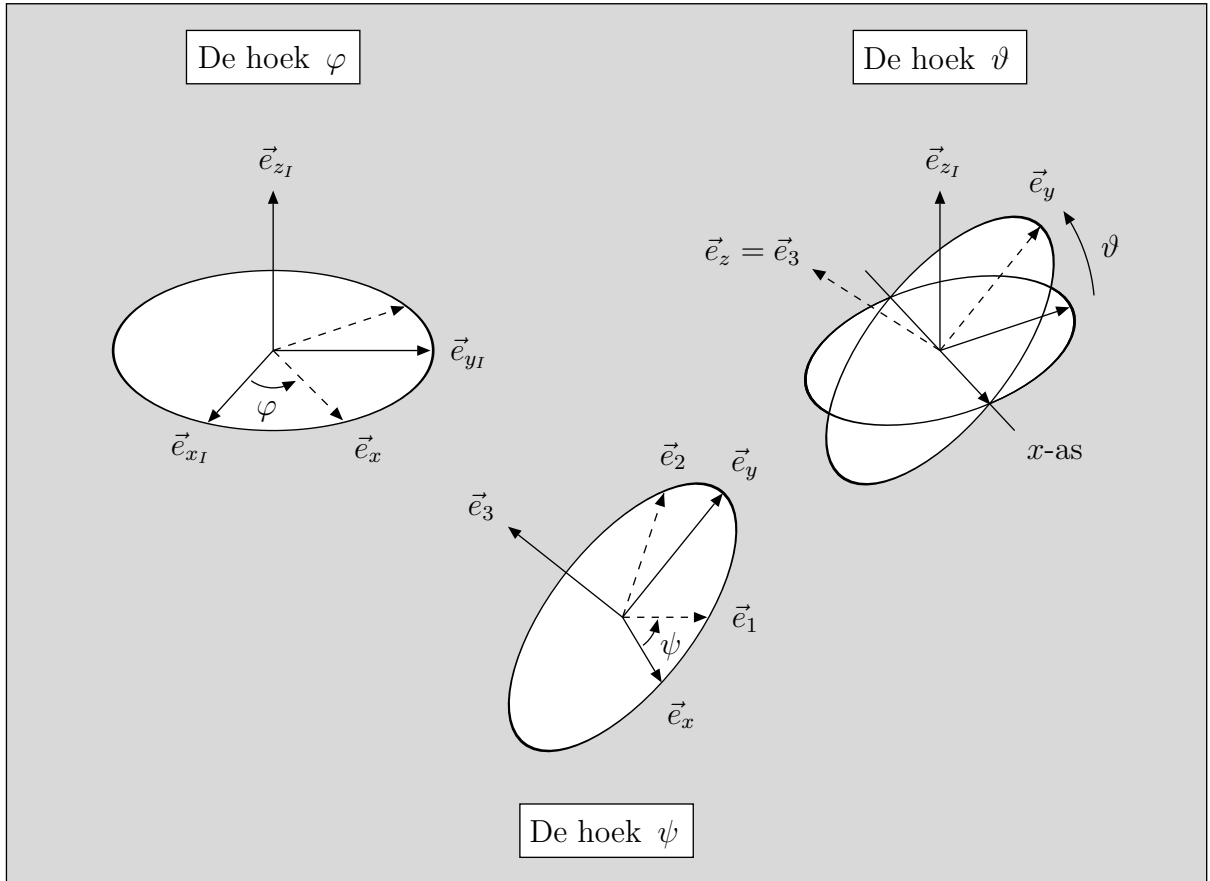 De hoek φ
De hoek ϑ
e⃗_{z_I}
e⃗_{y_I}
φ
e⃗_{x_I}
e⃗_x
e⃗_{z_I}
e⃗_y
e⃗_z = e⃗_3
ϑ
x-as
e⃗_2
e⃗_y
e⃗_3
e⃗_1
ψ
e⃗_x
De hoek ψ